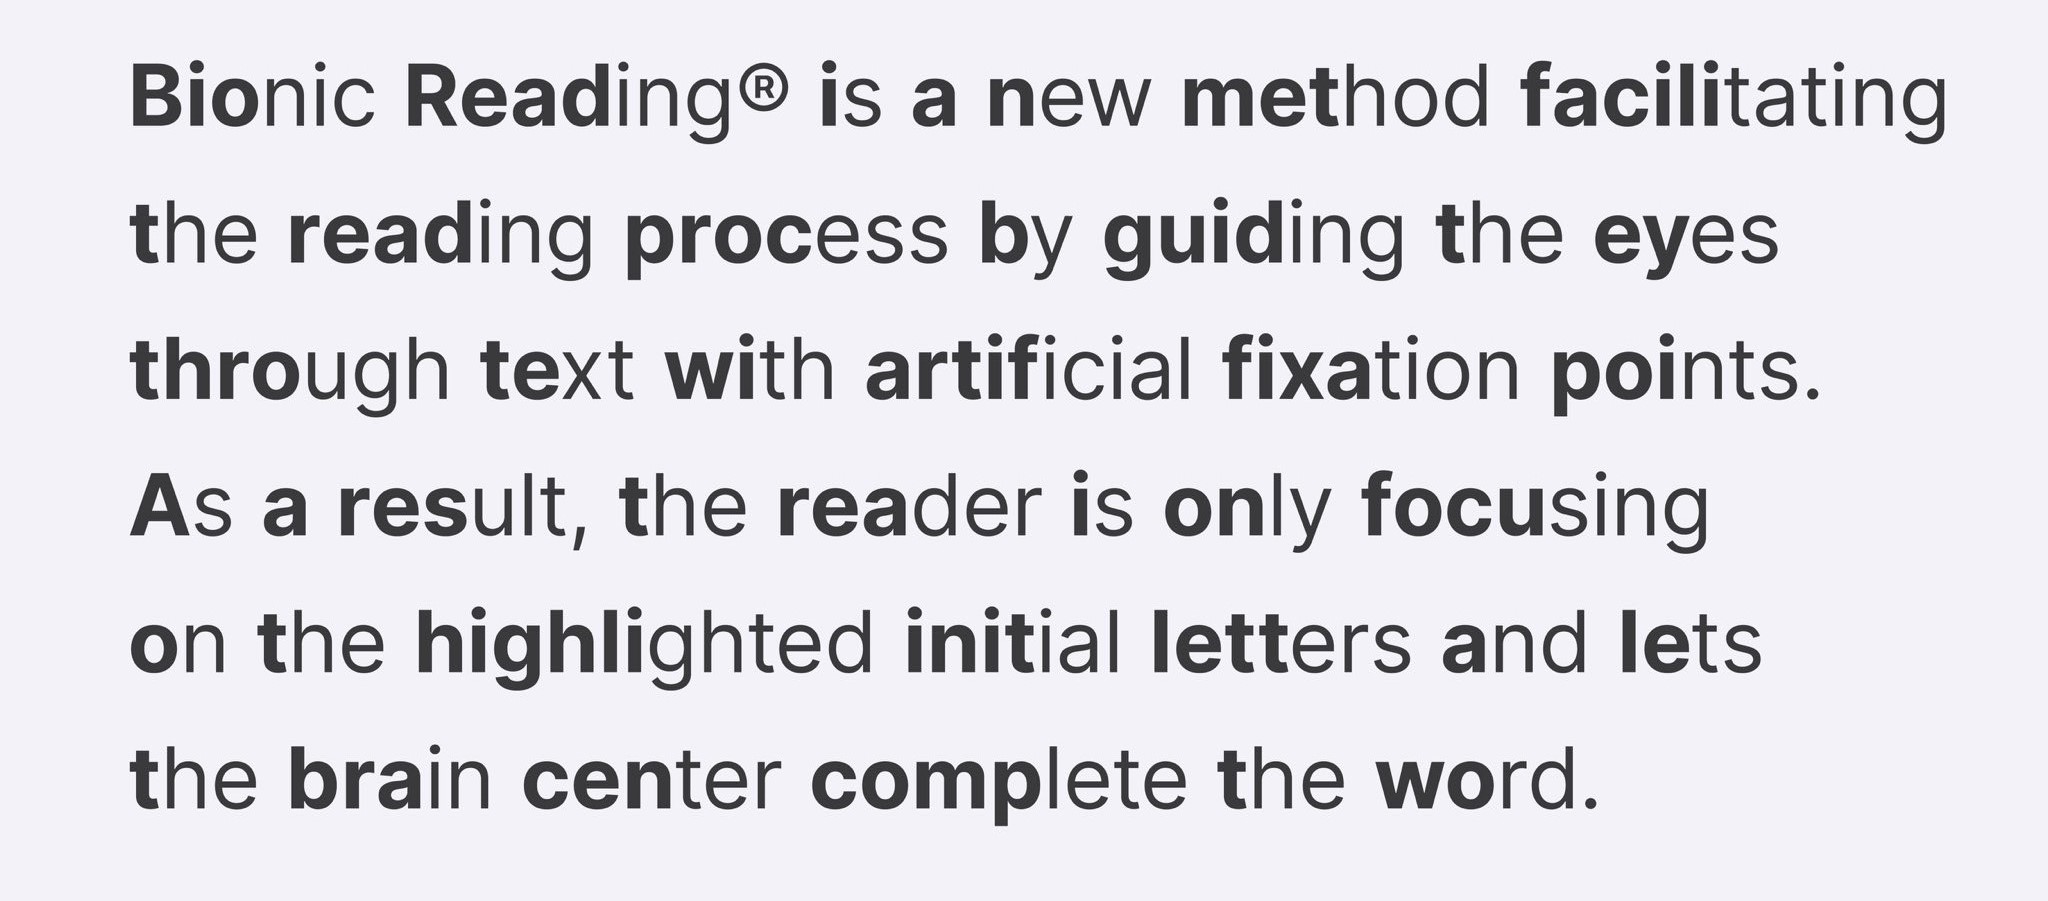 Bionic Reading® is a new method facilitating
the reading process by guiding the eyes
through text with artificial fixation points.
As a result, the reader is only focusing
on the highlighted initial letters and lets
the brain center complete the word.